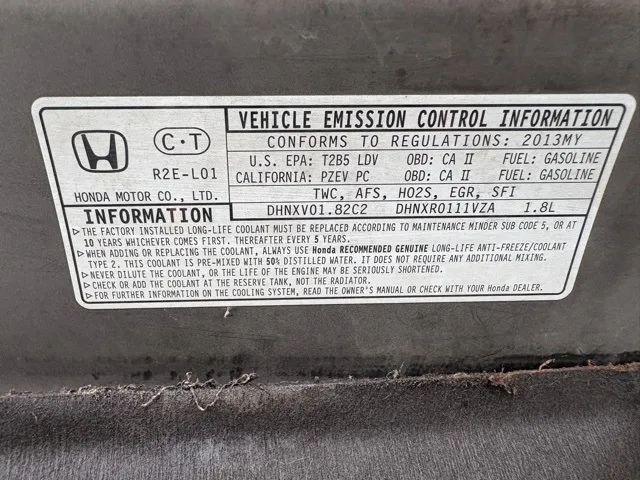 VEHICLE EMISSION CONTROL INFORMATION
CONFORMS TO REGULATIONS: 2013MY
U.S. EPA: T2B5 LDV OBD: CA II FUEL: GASOLINE
CALIFORNIA: PZEV PC OBD: CA II FUEL: GASOLINE
TWC, AFS, HO2S, EGR, SFI
DHNXV01.82C2 DHNXR0111VZA 1.8L
C·T
R2E-L01
HONDA MOTOR CO., LTD.
INFORMATION
▷THE FACTORY INSTALLED LONG-LIFE COOLANT MUST BE REPLACED ACCORDING TO MAINTENANCE MINDER SUB CODE 5, OR AT
10 YEARS WHICHEVER COMES FIRST. THEREAFTER EVERY 5 YEARS.
▷WHEN ADDING OR REPLACING THE COOLANT, ALWAYS USE Honda RECOMMENDED GENUINE LONG-LIFE ANTI-FREEZE/COOLANT
TYPE 2. THIS COOLANT IS PRE-MIXED WITH 50% DISTILLED WATER. IT DOES NOT REQUIRE ANY ADDITIONAL MIXING.
▷NEVER DILUTE THE COOLANT, OR THE LIFE OF THE ENGINE MAY BE SERIOUSLY SHORTENED.
▷CHECK OR ADD THE COOLANT AT THE RESERVE TANK, NOT THE RADIATOR.
▷FOR FURTHER INFORMATION ON THE COOLING SYSTEM, READ THE OWNER'S MANUAL OR CHECK WITH YOUR Honda DEALER.